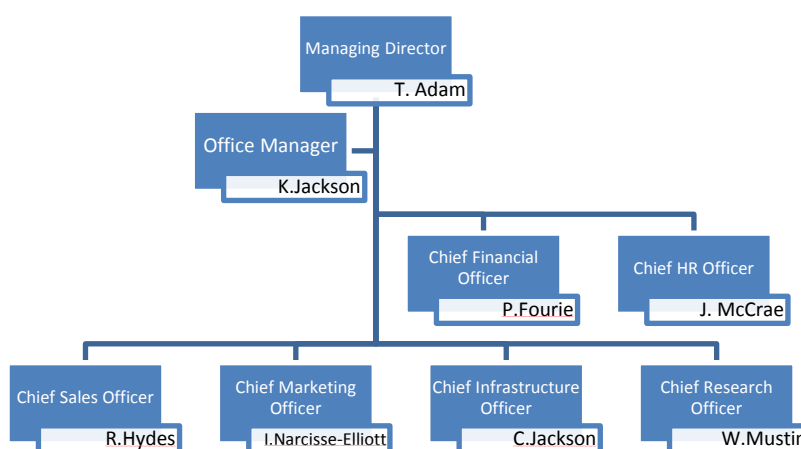 Managing Director
T. Adam
Office Manager
K.Jackson
Chief Financial
Officer
P.Fourie
Chief HR Officer
J. McCrae
Chief Sales Officer
R.Hydes
Chief Marketing
Officer
I.Narcisse-Elliott
Chief Infrastructure
Officer
C.Jackson
Chief Research
Officer
W.Mustin